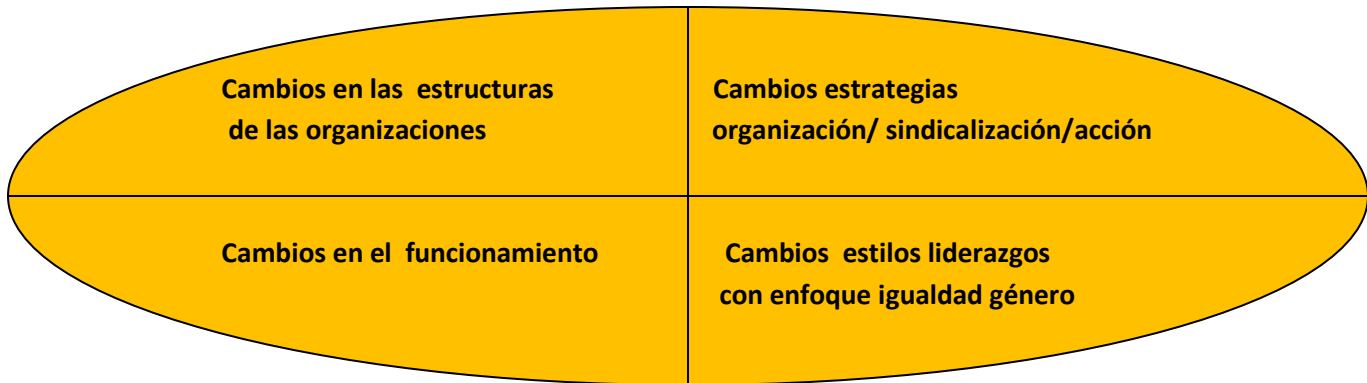 Cambios en las estructuras
de las organizaciones
Cambios estrategias
organización/ sindicalización/acción
Cambios en el funcionamiento
Cambios estilos liderazgos
con enfoque igualdad género